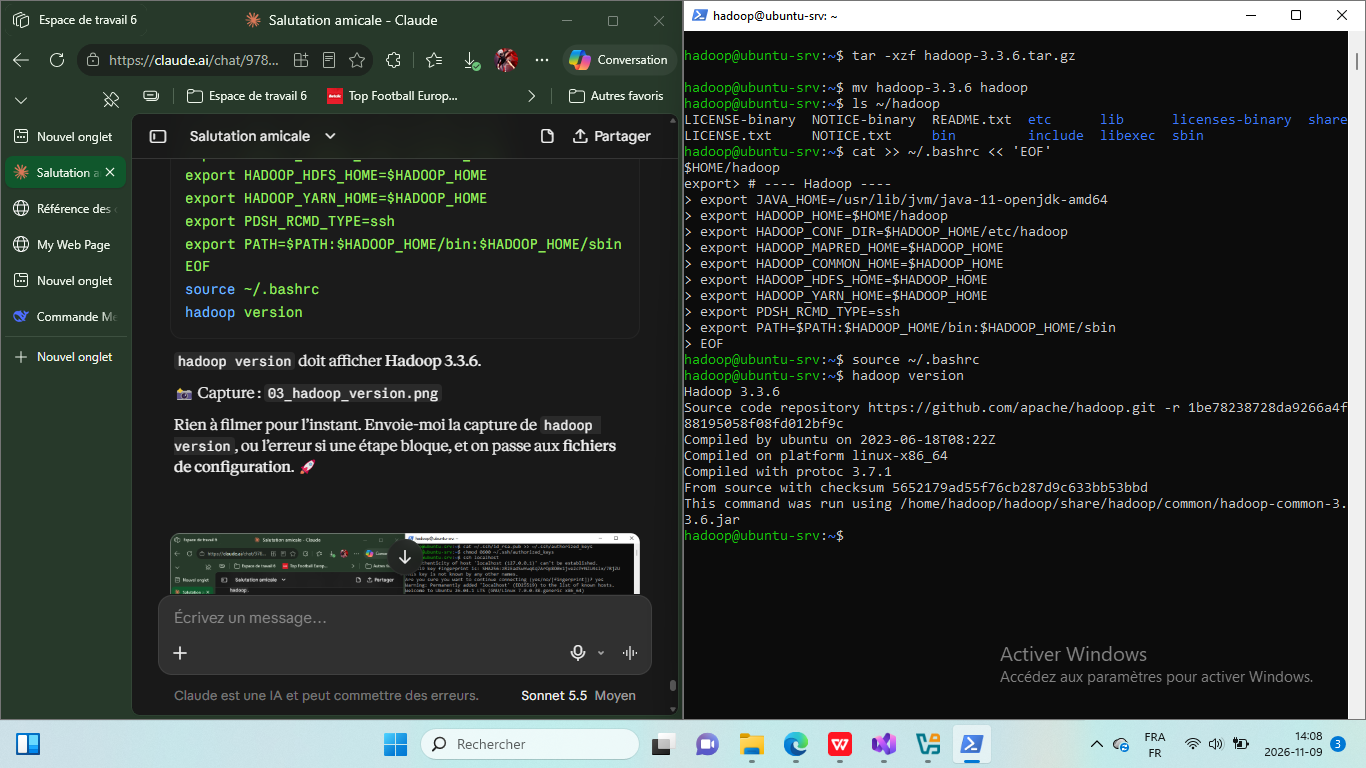 Espace de travail 6
Salutation amicale - Claude
https://claude.ai/chat/978...
Conversation
Espace de travail 6
Top Football Europ...
Autres favoris
Nouvel onglet
Salutation a
Référence des
My Web Page
Nouvel onglet
Commande Me
Nouvel onglet
Salutation amicale
Partager
export HADOOP_HDFS_HOME=$HADOOP_HOME
export HADOOP_YARN_HOME=$HADOOP_HOME
export PDSH_RCMD_TYPE=ssh
export PATH=$PATH:$HADOOP_HOME/bin:$HADOOP_HOME/sbin
EOF
source ~/.bashrc
hadoop version
hadoop version doit afficher Hadoop 3.3.6.
📸 Capture : 03_hadoop_version.png
Rien à filmer pour l'instant. Envoie-moi la capture de hadoop
version, ou l'erreur si une étape bloque, et on passe aux fichiers
de configuration. 🚀
Écrivez un message…
Claude est une IA et peut commettre des erreurs.
Sonnet 5.5 Moyen
hadoop@ubuntu-srv: ~
hadoop@ubuntu-srv:~$ tar -xzf hadoop-3.3.6.tar.gz
hadoop@ubuntu-srv:~$ mv hadoop-3.3.6 hadoop
hadoop@ubuntu-srv:~$ ls ~/hadoop
LICENSE-binary NOTICE-binary README.txt etc lib licenses-binary share
LICENSE.txt NOTICE.txt bin include libexec sbin
hadoop@ubuntu-srv:~$ cat >> ~/.bashrc << 'EOF'
$HOME/hadoop
export> # ---- Hadoop ----
> export JAVA_HOME=/usr/lib/jvm/java-11-openjdk-amd64
> export HADOOP_HOME=$HOME/hadoop
> export HADOOP_CONF_DIR=$HADOOP_HOME/etc/hadoop
> export HADOOP_MAPRED_HOME=$HADOOP_HOME
> export HADOOP_COMMON_HOME=$HADOOP_HOME
> export HADOOP_HDFS_HOME=$HADOOP_HOME
> export HADOOP_YARN_HOME=$HADOOP_HOME
> export PDSH_RCMD_TYPE=ssh
> export PATH=$PATH:$HADOOP_HOME/bin:$HADOOP_HOME/sbin
> EOF
hadoop@ubuntu-srv:~$ source ~/.bashrc
hadoop@ubuntu-srv:~$ hadoop version
Hadoop 3.3.6
Source code repository https://github.com/apache/hadoop.git -r 1be78238728da9266a4f
88195058f08fd012bf9c
Compiled by ubuntu on 2023-06-18T08:22Z
Compiled on platform linux-x86_64
Compiled with protoc 3.7.1
From source with checksum 5652179ad55f76cb287d9c633bb53bbd
This command was run using /home/hadoop/hadoop/share/hadoop/common/hadoop-common-3.
3.6.jar
hadoop@ubuntu-srv:~$
Activer Windows
Accédez aux paramètres pour activer Windows.
Rechercher
FRA
FR
14:08
2026-11-09
3